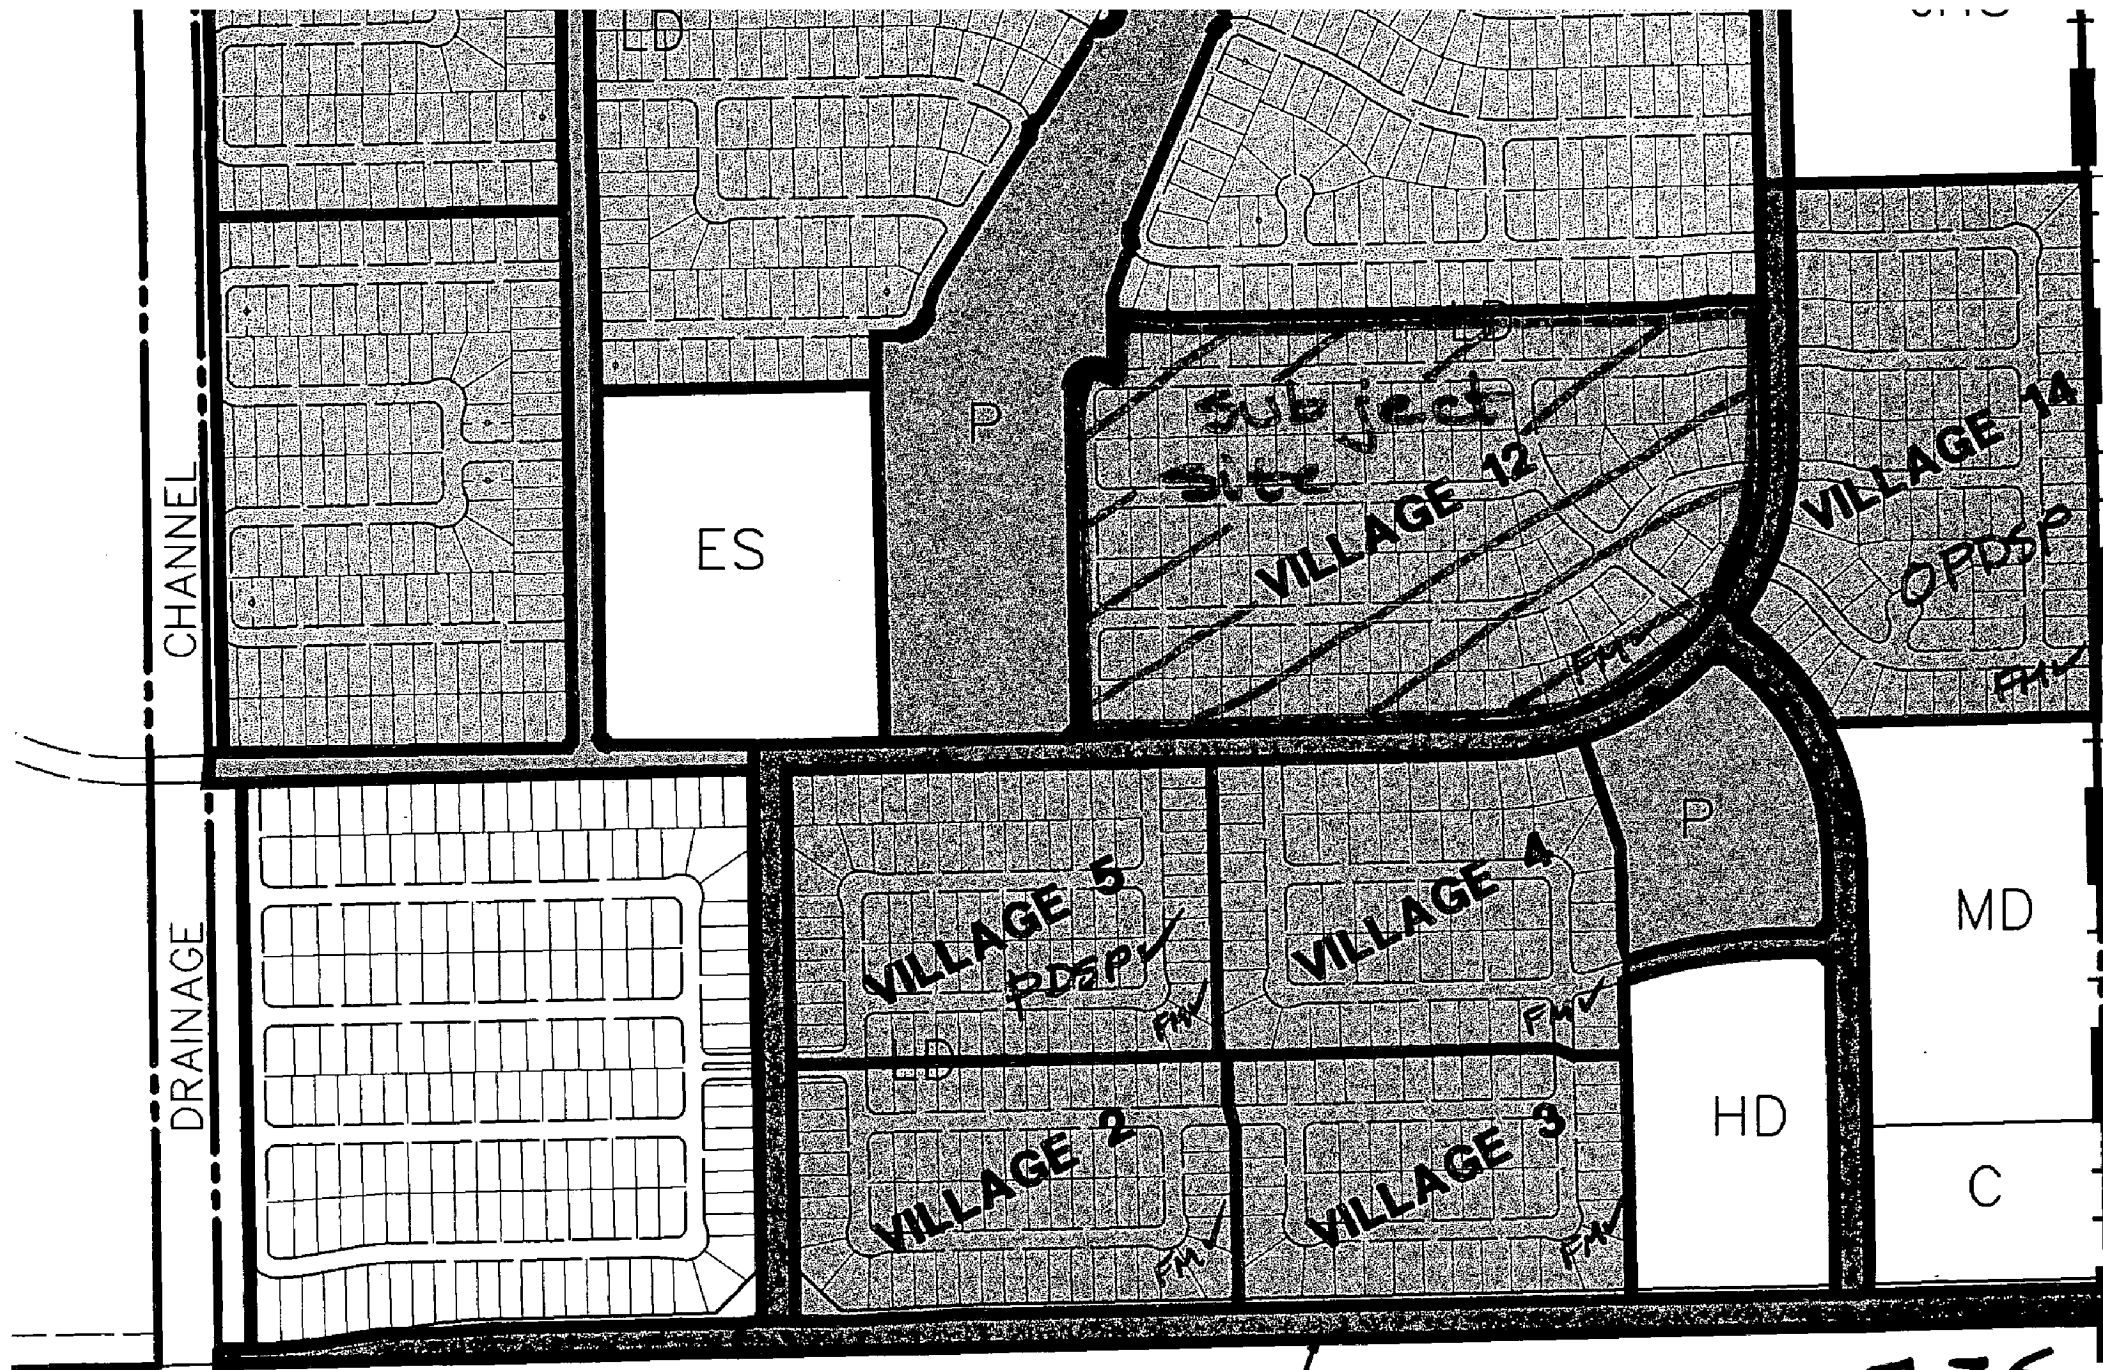 LD
LD
P
Subject
Site
VILLAGE 12
FM
VILLAGE 14
OPDSP
FM✓
ES
CHANNEL
DRAINAGE
P
VILLAGE 5
PDSP✓
FM✓
VILLAGE 4
FM✓
MD
LD
VILLAGE 2
FM✓
VILLAGE 3
FM✓
HD
C